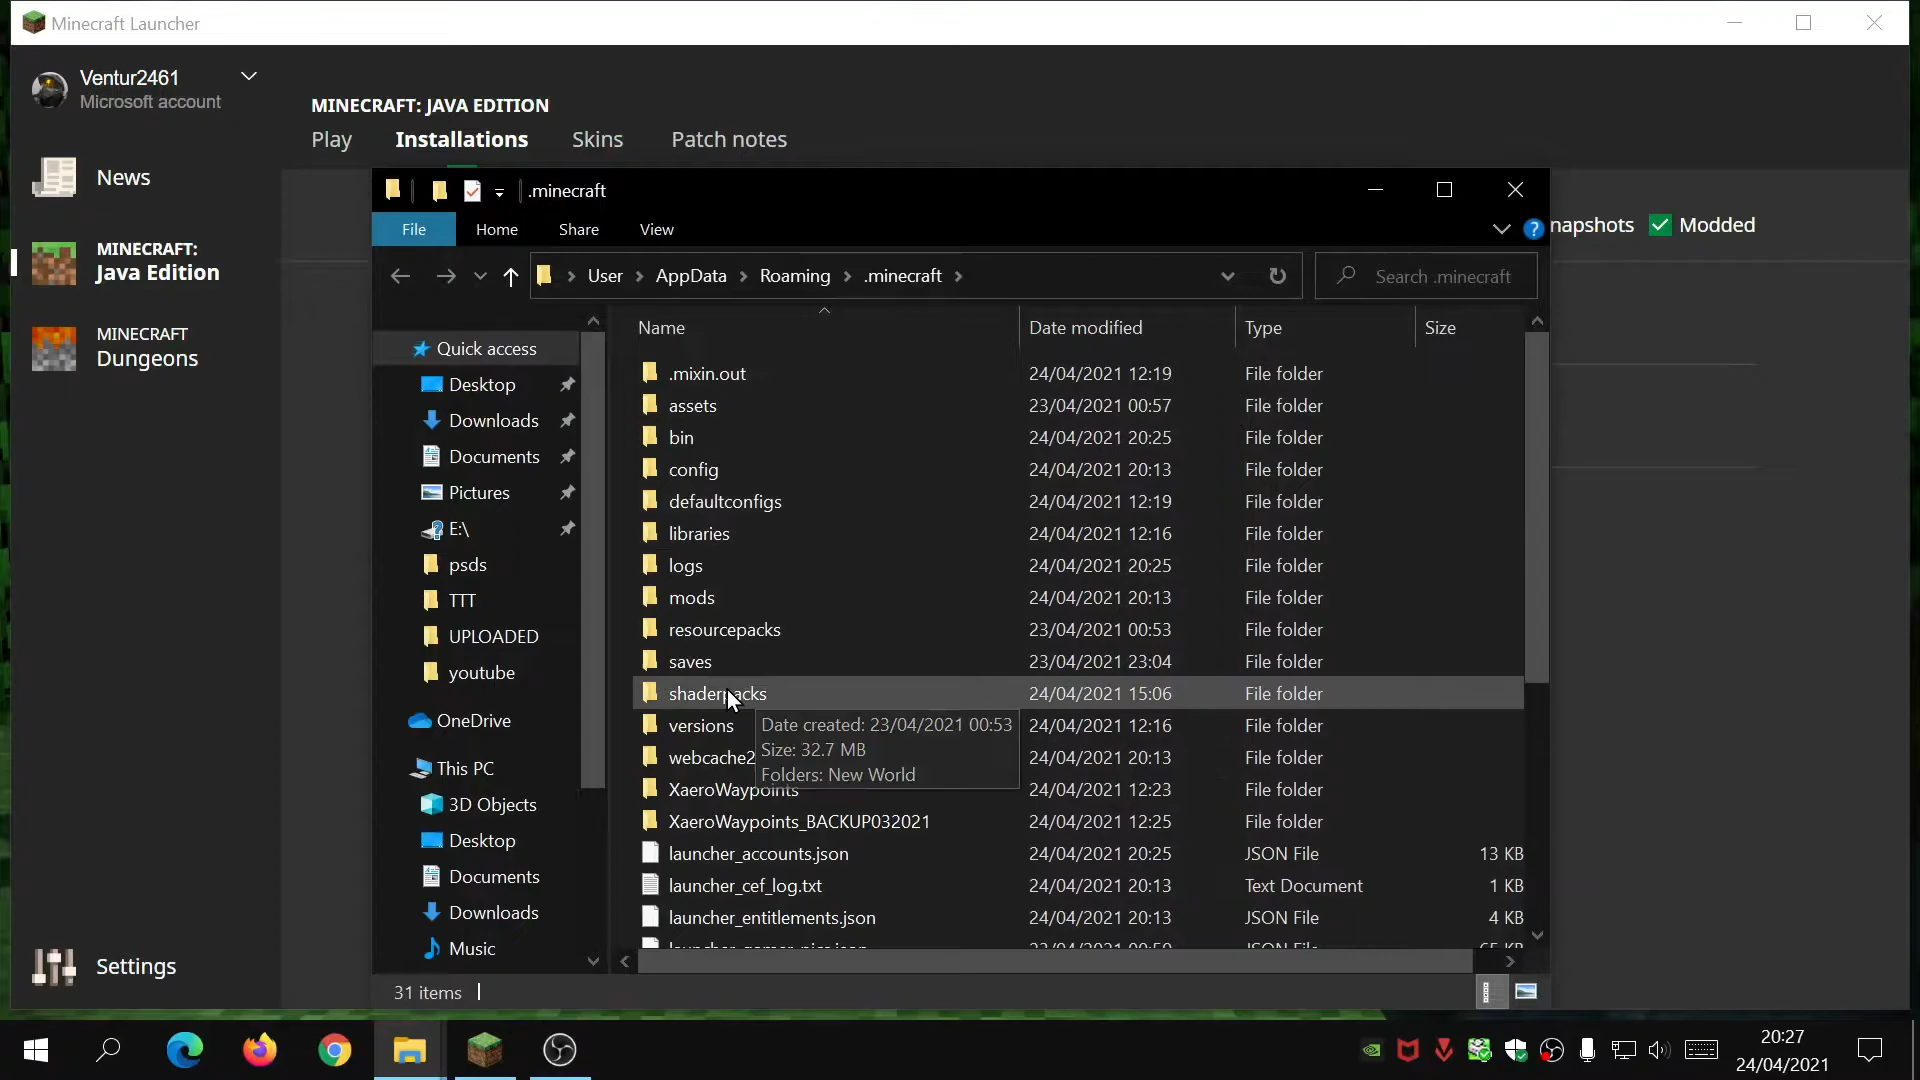 Minecraft Launcher
Ventur2461
Microsoft account
MINECRAFT: JAVA EDITION
Play Installations Skins Patch notes
News
MINECRAFT:
Java Edition
MINECRAFT
Dungeons
Settings
napshots Modded
.minecraft
File Home Share View
User AppData Roaming .minecraft
Search .minecraft
Quick access
Desktop
Downloads
Documents
Pictures
E:\
psds
TTT
UPLOADED
youtube
OneDrive
This PC
3D Objects
Desktop
Documents
Downloads
Music
Name Date modified Type Size
.mixin.out 24/04/2021 12:19 File folder
assets 23/04/2021 00:57 File folder
bin 24/04/2021 20:25 File folder
config 24/04/2021 20:13 File folder
defaultconfigs 24/04/2021 12:19 File folder
libraries 24/04/2021 12:16 File folder
logs 24/04/2021 20:25 File folder
mods 24/04/2021 20:13 File folder
resourcepacks 23/04/2021 00:53 File folder
saves 23/04/2021 23:04 File folder
shaderpacks 24/04/2021 15:06 File folder
versions 24/04/2021 12:16 File folder
webcache2 24/04/2021 20:13 File folder
XaeroWaypoints 24/04/2021 12:23 File folder
XaeroWaypoints_BACKUP032021 24/04/2021 12:25 File folder
launcher_accounts.json 24/04/2021 20:25 JSON File 13 KB
launcher_cef_log.txt 24/04/2021 20:13 Text Document 1 KB
launcher_entitlements.json 24/04/2021 20:13 JSON File 4 KB
Date created: 23/04/2021 00:53
Size: 32.7 MB
Folders: New World
31 items
20:27
24/04/2021